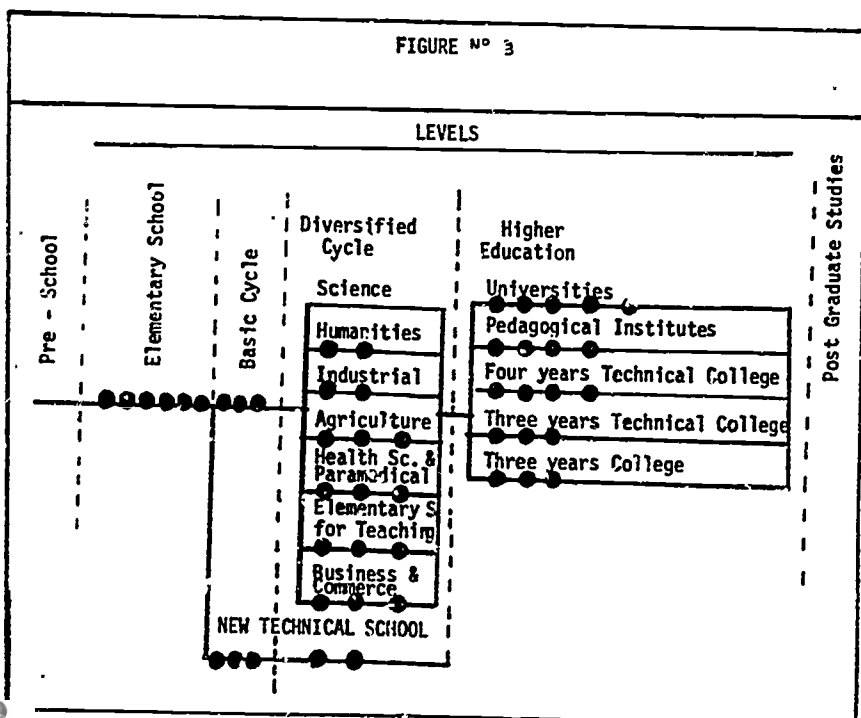 FIGURE Nº 3
LEVELS
Pre - School
Elementary School
Basic Cycle
Diversified
Cycle
Science
Humanities
Industrial
Agriculture
Health Sc. &
Paramedical
Elementary S
for Teaching
Business &
Commerce
NEW TECHNICAL SCHOOL
Higher
Education
Universities
Pedagogical Institutes
Four years Technical College
Three years Technical College
Three years College
Post Graduate Studies